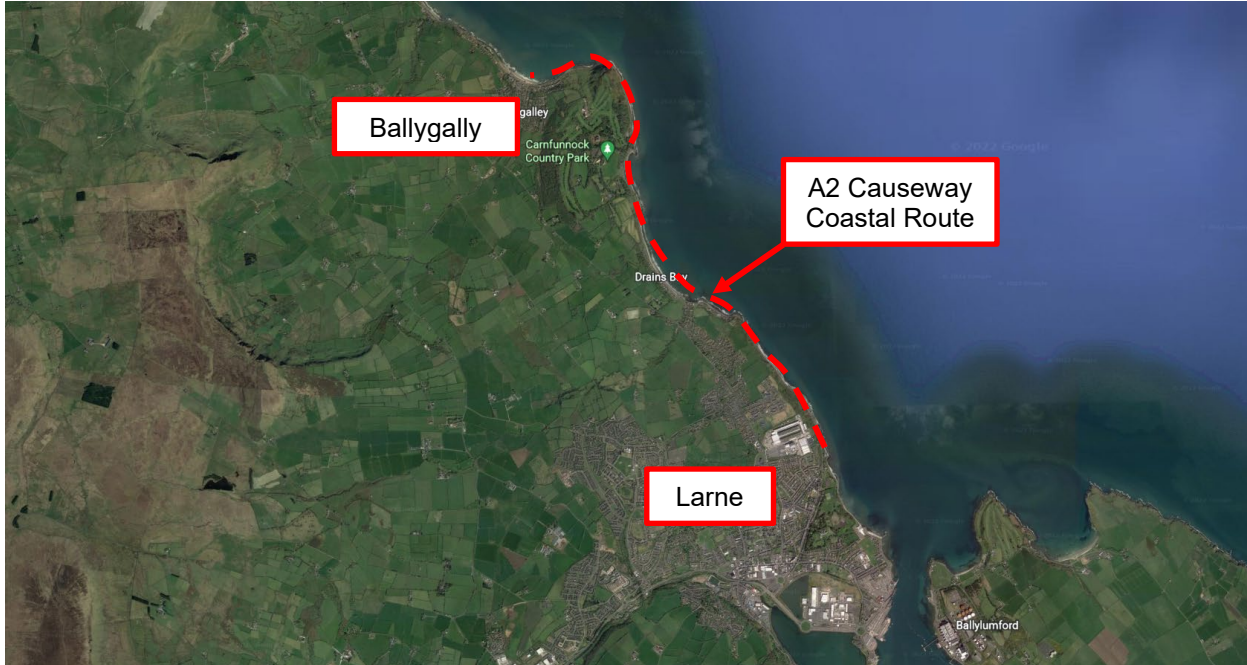 Ballygally
galley
Carnfunnock
Country Park
© 2022 Google
A2 Causeway
Coastal Route
Drains Bay
Larne
Ballylumford